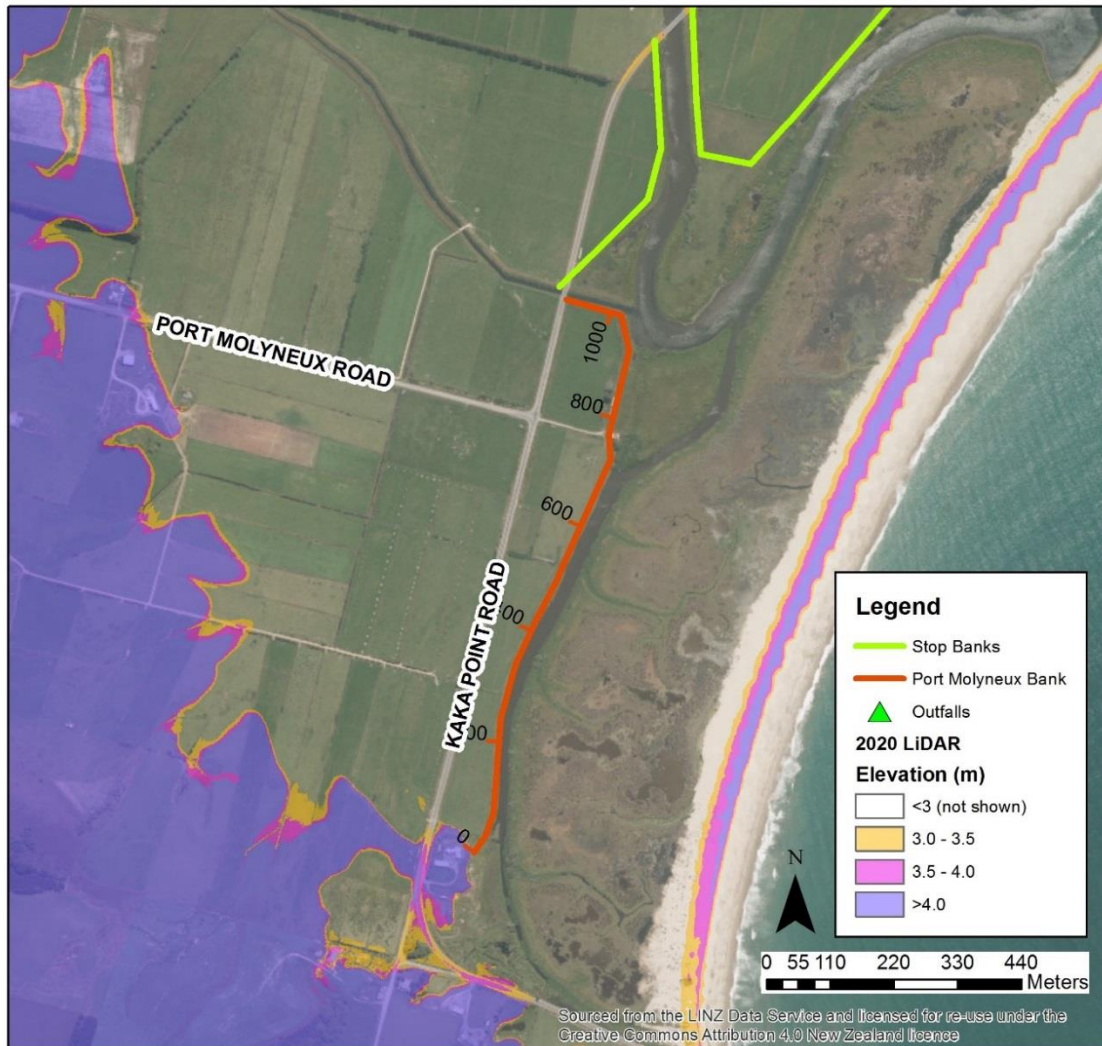 PORT MOLYNEUX ROAD
1000
800
600
KAKA POINT ROAD
0
Legend
Stop Banks
Port Molyneux Bank
Outfalls
2020 LiDAR
Elevation (m)
<3 (not shown)
3.0 - 3.5
3.5 - 4.0
>4.0
N
0 55 110 220 330 440
Meters
Sourced from the LINZ Data Service and licensed for re-use under the
Creative Commons Attribution 4.0 New Zealand licence